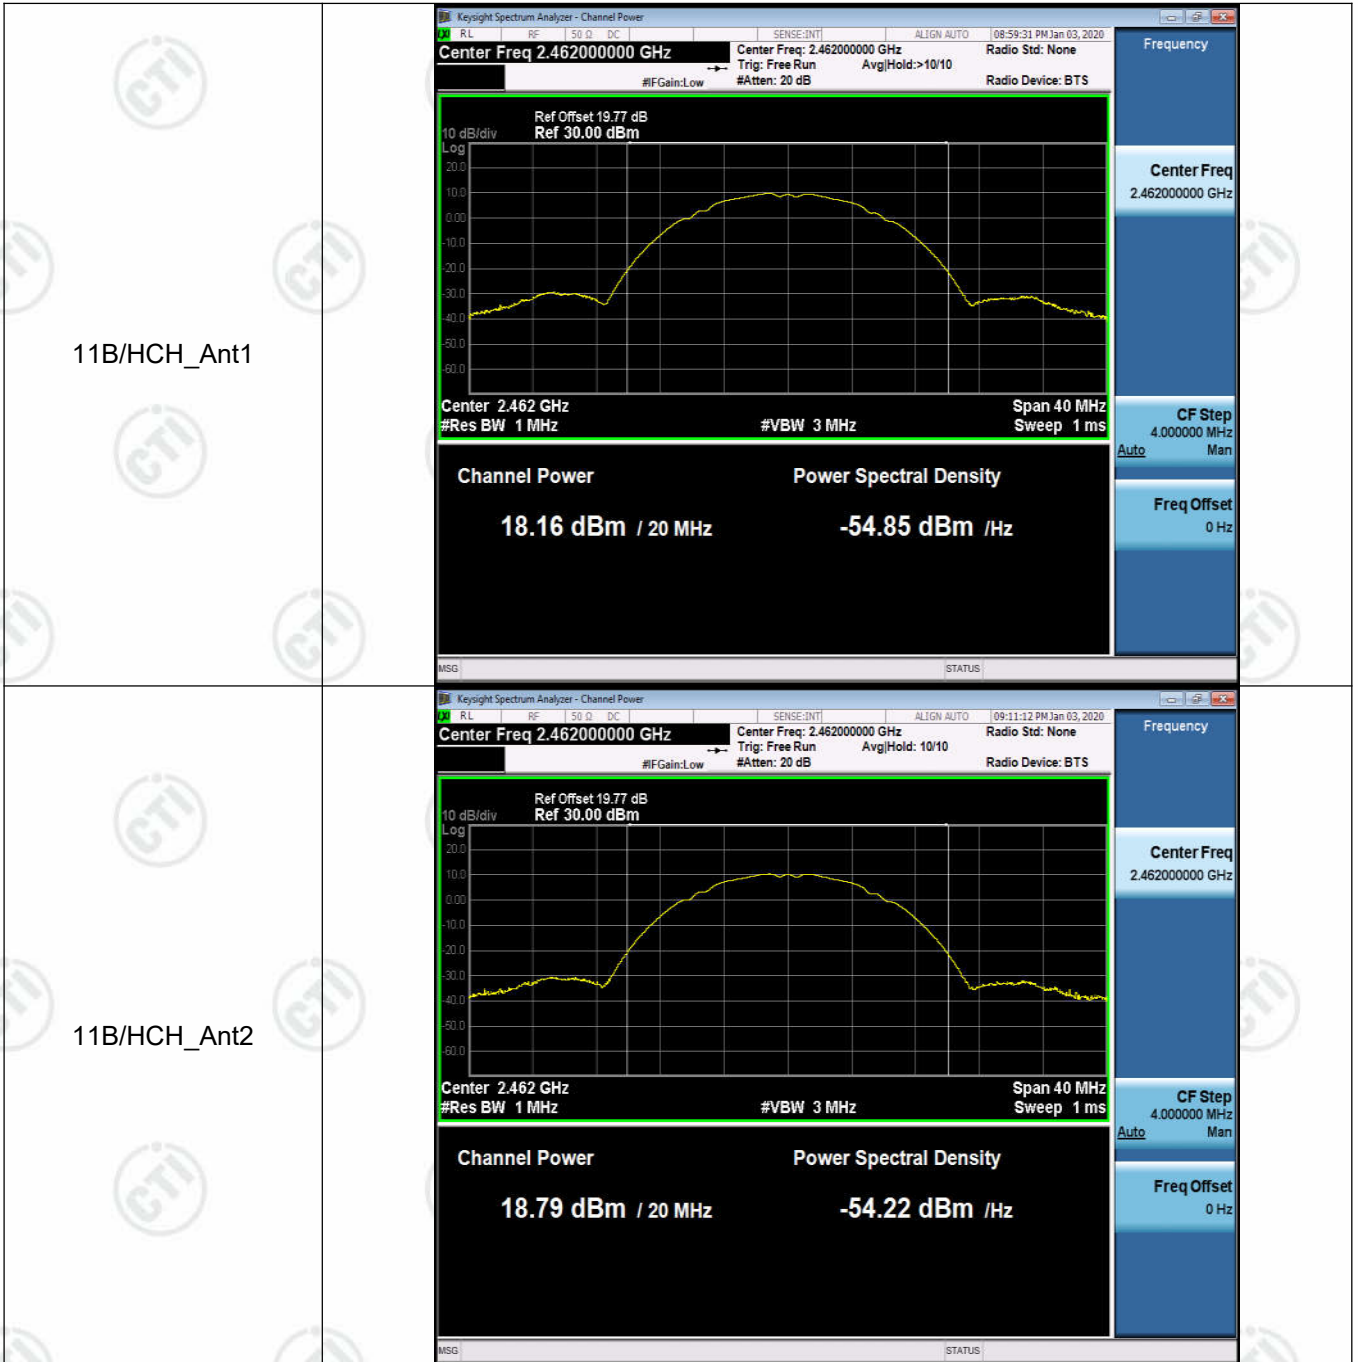 11B/HCH_Ant1
Keysight Spectrum Analyzer - Channel Power
RL RF 50 Ω DC SENSE:INT ALIGN AUTO 08:59:31 PM Jan 03, 2020
Center Freq 2.462000000 GHz
Center Freq: 2.462000000 GHz Radio Std: None
Trig: Free Run Avg|Hold:>10/10
#IFGain:Low #Atten: 20 dB Radio Device: BTS
Ref Offset 19.77 dB
10 dB/div Ref 30.00 dBm
Log
20.0
10.0
0.00
-10.0
-20.0
-30.0
-40.0
-50.0
-60.0
Center 2.462 GHz Span 40 MHz
#Res BW 1 MHz #VBW 3 MHz Sweep 1 ms
Channel Power Power Spectral Density
18.16 dBm / 20 MHz -54.85 dBm /Hz
MSG STATUS
Frequency
Center Freq
2.462000000 GHz
CF Step
4.000000 MHz
Auto Man
Freq Offset
0 Hz
11B/HCH_Ant2
Keysight Spectrum Analyzer - Channel Power
RL RF 50 Ω DC SENSE:INT ALIGN AUTO 09:11:12 PM Jan 03, 2020
Center Freq 2.462000000 GHz
Center Freq: 2.462000000 GHz Radio Std: None
Trig: Free Run Avg|Hold: 10/10
#IFGain:Low #Atten: 20 dB Radio Device: BTS
Ref Offset 19.77 dB
10 dB/div Ref 30.00 dBm
Log
20.0
10.0
0.00
-10.0
-20.0
-30.0
-40.0
-50.0
-60.0
Center 2.462 GHz Span 40 MHz
#Res BW 1 MHz #VBW 3 MHz Sweep 1 ms
Channel Power Power Spectral Density
18.79 dBm / 20 MHz -54.22 dBm /Hz
MSG STATUS
Frequency
Center Freq
2.462000000 GHz
CF Step
4.000000 MHz
Auto Man
Freq Offset
0 Hz
CTI
CTI
CTI
CTI
CTI
CTI
CTI
CTI